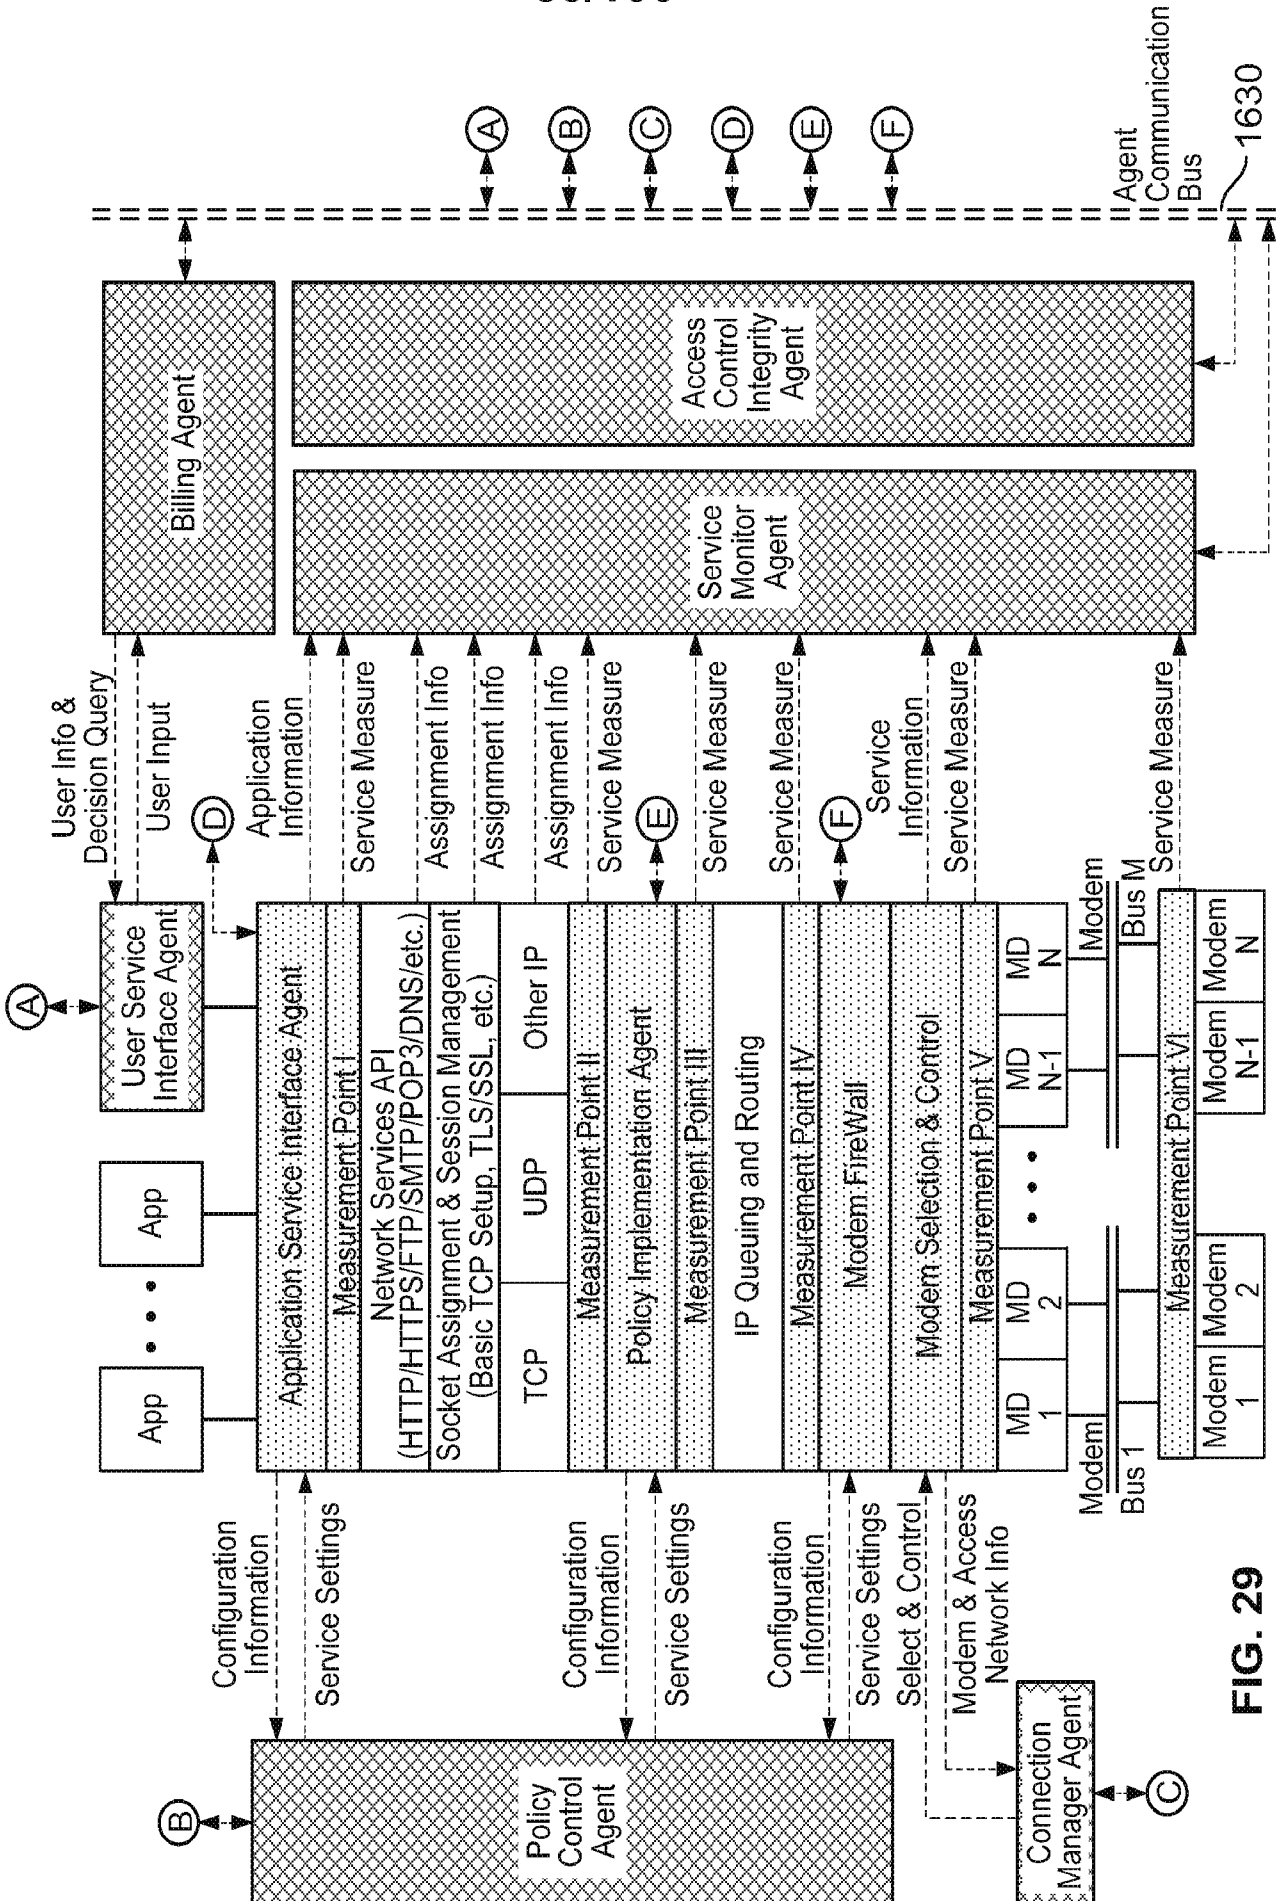 User Service
Interface Agent
A
App
App
User Info &
Decision Query
User Input
Billing Agent
D
B
Policy
Control
Agent
Configuration
Information
Service Settings
Configuration
Information
Service Settings
Configuration
Information
Service Settings
Select & Control
Modem & Access
Network Info
Connection
Manager Agent
C
Application Service Interface Agent
Measurement Point I
Network Services API
(HTTP/HTTPS/FTP/SMTP/POP3/DNS/etc.)
Socket Assignment & Session Management
(Basic TCP Setup, TLS/SSL, etc.)
TCP
UDP
Other IP
Measurement Point II
Policy Implementation Agent
Measurement Point III
IP Queuing and Routing
Measurement Point IV
Modem FireWall
Modem Selection & Control
Measurement Point V
MD
1
MD
2
MD
N-1
MD
N
Modem
Bus 1
Modem
Bus M
Measurement Point VI
Modem
1
Modem
2
Modem
N-1
Modem
N
Application
Information
Service Measure
Assignment Info
Assignment Info
Assignment Info
Service Measure
E
Service Measure
Service Measure
F
Service
Information
Service Measure
Service Measure
Service
Monitor
Agent
Access
Control
Integrity
Agent
A
B
C
D
E
F
Agent
Communication
Bus
1630
FIG. 29